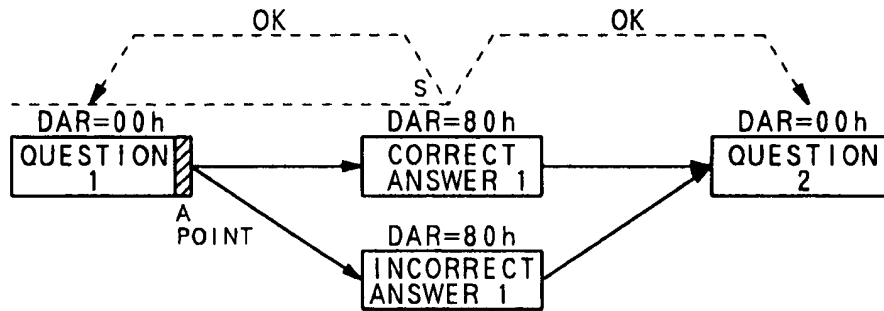 OK
OK
S
DAR=00h
DAR=80h
DAR=00h
QUESTION
1
CORRECT
ANSWER 1
QUESTION
2
A
POINT
DAR=80h
INCORRECT
ANSWER 1